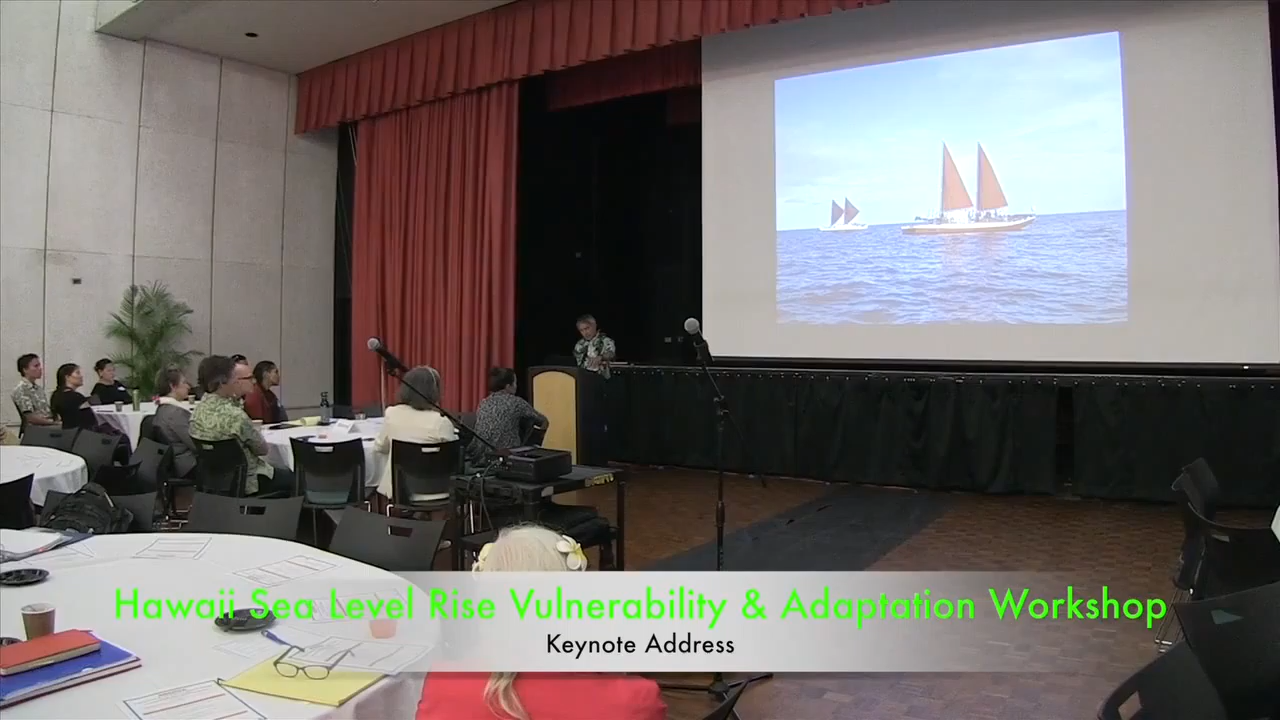 Hawaii Sea Level Rise Vulnerability & Adaptation Workshop
Keynote Address